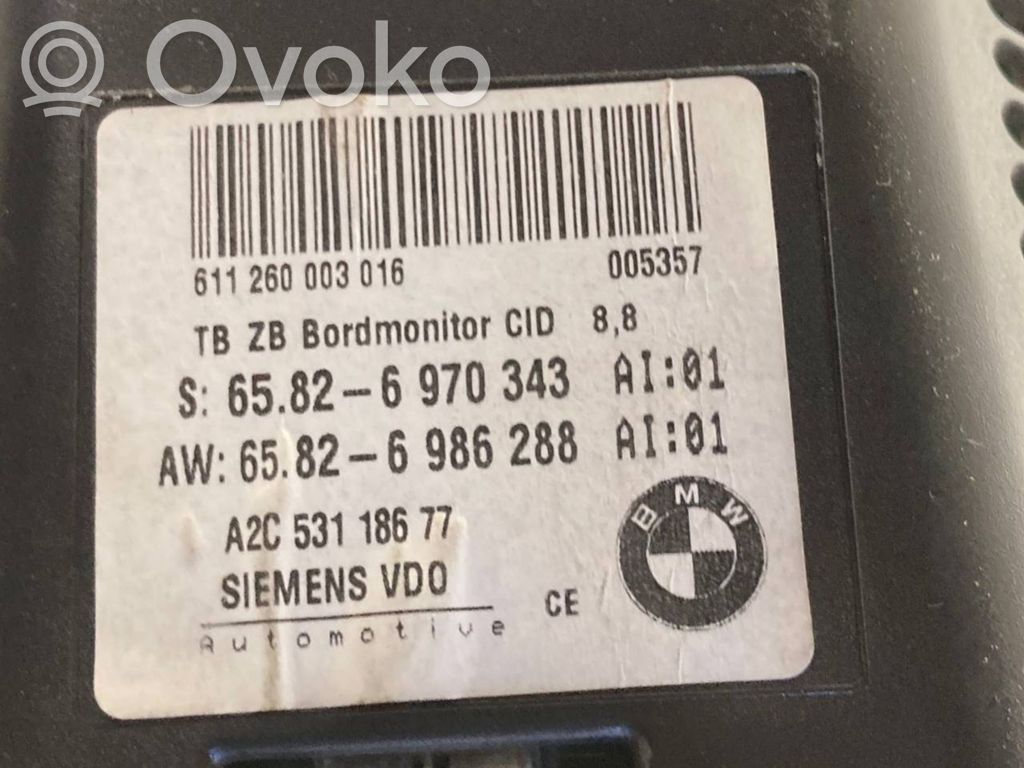 Ovoko®
611 260 003 016 005357
TB ZB Bordmonitor CID 8,8
S: 65.82-6 970 343 AI:01
AW: 65.82-6 986 288 AI:01
A2C 531 186 77
SIEMENS VDO
Automotive
CE
BMW